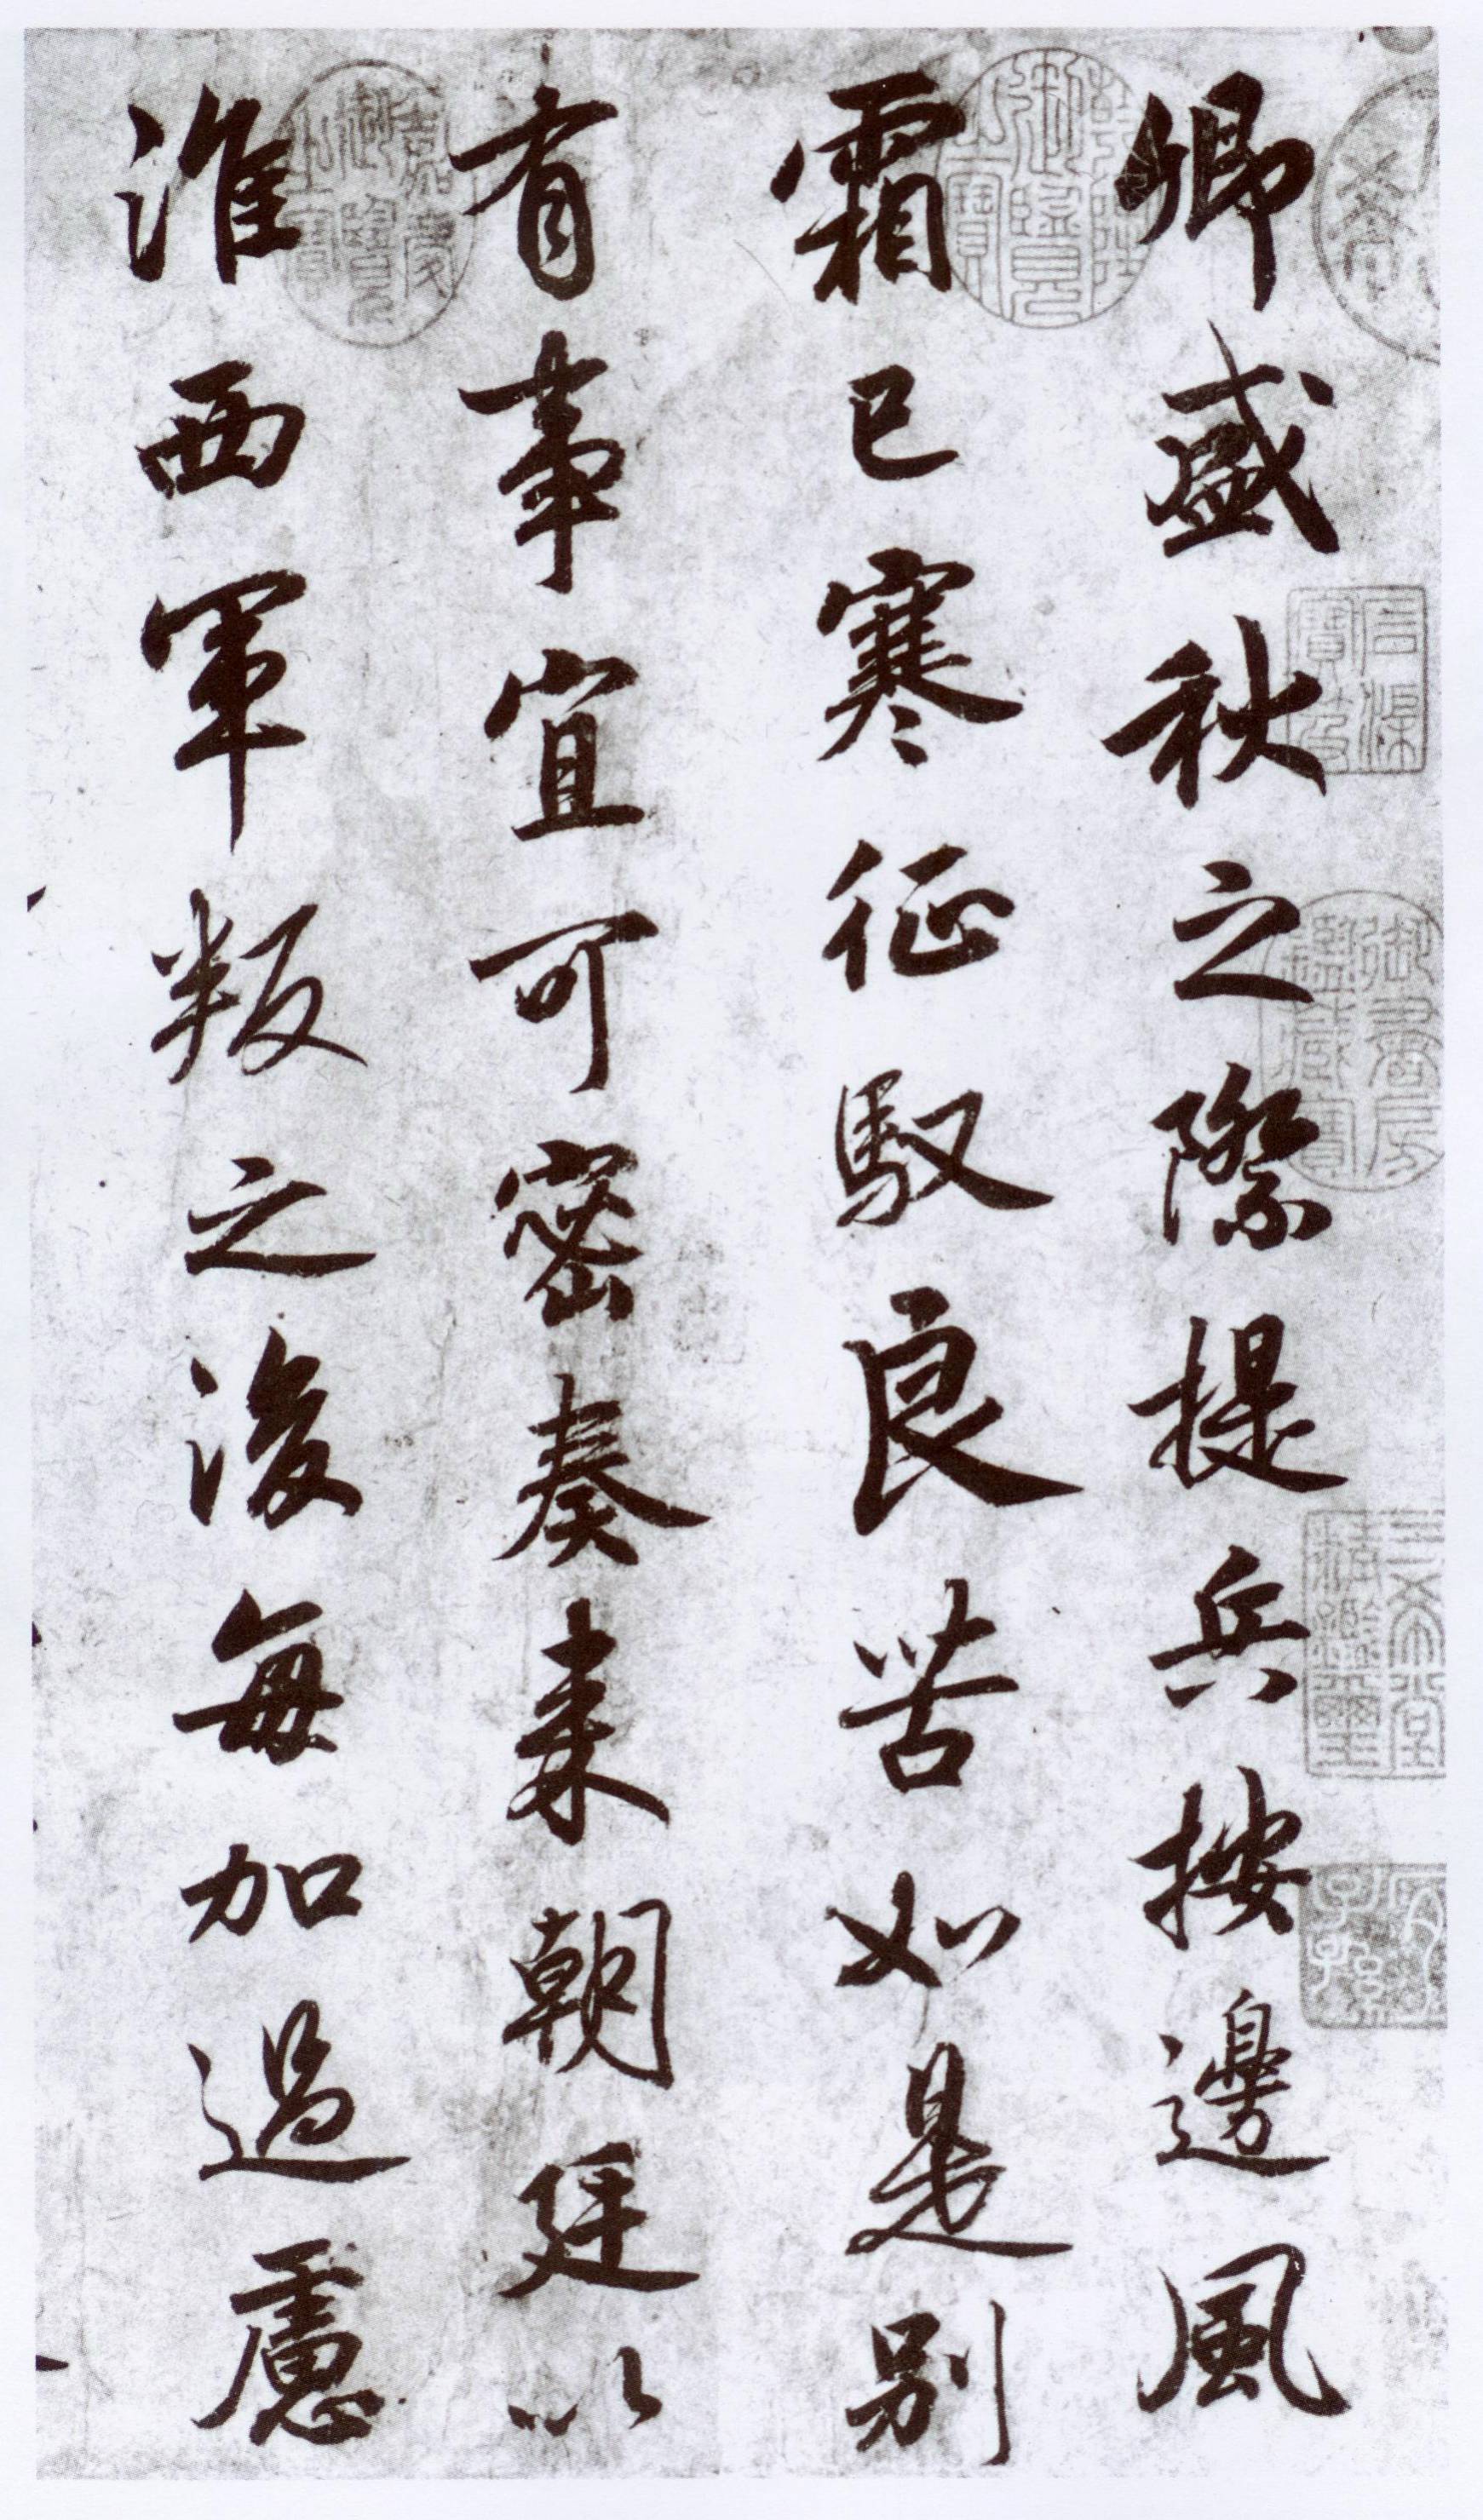 卿盛秋之際提兵按邊風
霜已寒征馭良苦如是別
有事宜可密奏來朝廷以
淮西軍叛之後每加過慮